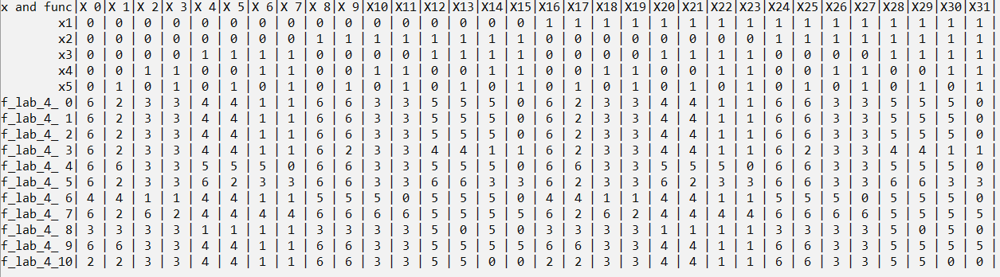 x and func|X 0|X 1|X 2|X 3|X 4|X 5|X 6|X 7|X 8|X 9|X10|X11|X12|X13|X14|X15|X16|X17|X18|X19|X20|X21|X22|X23|X24|X25|X26|X27|X28|X29|X30|X31|
x1| 0| 0| 0| 0| 0| 0| 0| 0| 0| 0| 0| 0| 0| 0| 0| 0| 1| 1| 1| 1| 1| 1| 1| 1| 1| 1| 1| 1| 1| 1| 1| 1|
x2| 0| 0| 0| 0| 0| 0| 0| 0| 1| 1| 1| 1| 1| 1| 1| 1| 0| 0| 0| 0| 0| 0| 0| 0| 1| 1| 1| 1| 1| 1| 1| 1|
x3| 0| 0| 0| 0| 1| 1| 1| 1| 0| 0| 0| 0| 1| 1| 1| 1| 0| 0| 0| 0| 1| 1| 1| 1| 0| 0| 0| 0| 1| 1| 1| 1|
x4| 0| 0| 1| 1| 0| 0| 1| 1| 0| 0| 1| 1| 0| 0| 1| 1| 0| 0| 1| 1| 0| 0| 1| 1| 0| 0| 1| 1| 0| 0| 1| 1|
x5| 0| 1| 0| 1| 0| 1| 0| 1| 0| 1| 0| 1| 0| 1| 0| 1| 0| 1| 0| 1| 0| 1| 0| 1| 0| 1| 0| 1| 0| 1| 0| 1|
f_lab_4_ 0| 6| 2| 3| 3| 4| 4| 1| 1| 6| 6| 3| 3| 5| 5| 5| 0| 6| 2| 3| 3| 4| 4| 1| 1| 6| 6| 3| 3| 5| 5| 5| 0|
f_lab_4_ 1| 6| 2| 3| 3| 4| 4| 1| 1| 6| 6| 3| 3| 5| 5| 5| 0| 6| 2| 3| 3| 4| 4| 1| 1| 6| 6| 3| 3| 5| 5| 5| 0|
f_lab_4_ 2| 6| 2| 3| 3| 4| 4| 1| 1| 6| 6| 3| 3| 5| 5| 5| 0| 6| 2| 3| 3| 4| 4| 1| 1| 6| 6| 3| 3| 5| 5| 5| 0|
f_lab_4_ 3| 6| 2| 3| 3| 4| 4| 1| 1| 6| 2| 3| 3| 4| 4| 1| 1| 6| 2| 3| 3| 4| 4| 1| 1| 6| 2| 3| 3| 4| 4| 1| 1|
f_lab_4_ 4| 6| 6| 3| 3| 5| 5| 5| 0| 6| 6| 3| 3| 5| 5| 5| 0| 6| 6| 3| 3| 5| 5| 5| 0| 6| 6| 3| 3| 5| 5| 5| 0|
f_lab_4_ 5| 6| 2| 3| 3| 6| 2| 3| 3| 6| 6| 3| 3| 6| 6| 3| 3| 6| 2| 3| 3| 6| 2| 3| 3| 6| 6| 3| 3| 6| 6| 3| 3|
f_lab_4_ 6| 4| 4| 1| 1| 4| 4| 1| 1| 5| 5| 5| 0| 5| 5| 5| 0| 4| 4| 1| 1| 4| 4| 1| 1| 5| 5| 5| 0| 5| 5| 5| 0|
f_lab_4_ 7| 6| 2| 6| 2| 4| 4| 4| 4| 6| 6| 6| 6| 5| 5| 5| 5| 6| 2| 6| 2| 4| 4| 4| 4| 6| 6| 6| 6| 5| 5| 5| 5|
f_lab_4_ 8| 3| 3| 3| 3| 1| 1| 1| 1| 3| 3| 3| 3| 5| 0| 5| 0| 3| 3| 3| 3| 1| 1| 1| 1| 3| 3| 3| 3| 5| 0| 5| 0|
f_lab_4_ 9| 6| 6| 3| 3| 4| 4| 1| 1| 6| 6| 3| 3| 5| 5| 5| 5| 6| 6| 3| 3| 4| 4| 1| 1| 6| 6| 3| 3| 5| 5| 5| 5|
f_lab_4_10| 2| 2| 3| 3| 4| 4| 1| 1| 6| 6| 3| 3| 5| 5| 0| 0| 2| 2| 3| 3| 4| 4| 1| 1| 6| 6| 3| 3| 5| 5| 0| 0|